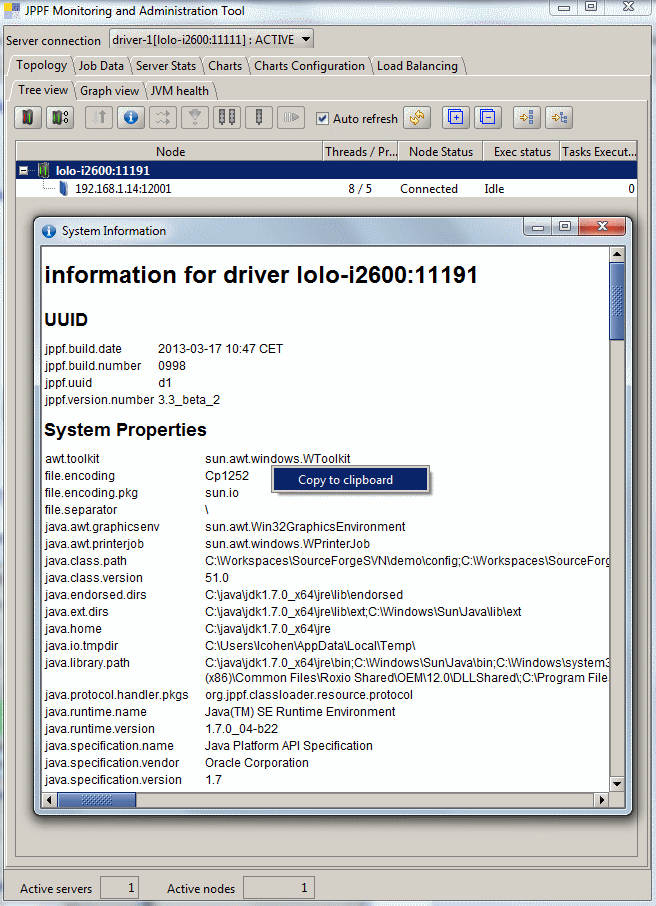 JPPF Monitoring and Administration Tool
Server connection driver-1[lolo-i2600:11111] : ACTIVE
Topology Job Data Server Stats Charts Charts Configuration Load Balancing
Tree view Graph view JVM health
Auto refresh
Node Threads / Pr... Node Status Exec status Tasks Execut...
lolo-i2600:11191
192.168.1.14:12001 8 / 5 Connected Idle 0
System Information
information for driver lolo-i2600:11191
UUID
jppf.build.date 2013-03-17 10:47 CET
jppf.build.number 0998
jppf.uuid d1
jppf.version.number 3.3_beta_2
System Properties
awt.toolkit sun.awt.windows.WToolkit
file.encoding Cp1252
Copy to clipboard
file.encoding.pkg sun.io
file.separator \
java.awt.graphicsenv sun.awt.Win32GraphicsEnvironment
java.awt.printerjob sun.awt.windows.WPrinterJob
java.class.path C:\Workspaces\SourceForgeSVN\demo\config;C:\Workspaces\SourceForge
java.class.version 51.0
java.endorsed.dirs C:\java\jdk1.7.0_x64\jre\lib\endorsed
java.ext.dirs C:\java\jdk1.7.0_x64\jre\lib\ext;C:\Windows\Sun\Java\lib\ext
java.home C:\java\jdk1.7.0_x64\jre
java.io.tmpdir C:\Users\lcohen\AppData\Local\Temp\
java.library.path C:\java\jdk1.7.0_x64\jre\bin;C:\Windows\Sun\Java\bin;C:\Windows\system3
(x86)\Common Files\Roxio Shared\OEM\12.0\DLLShared\;C:\Program File
java.protocol.handler.pkgs org.jppf.classloader.resource.protocol
java.runtime.name Java(TM) SE Runtime Environment
java.runtime.version 1.7.0_04-b22
java.specification.name Java Platform API Specification
java.specification.vendor Oracle Corporation
java.specification.version 1.7
Active servers 1 Active nodes 1